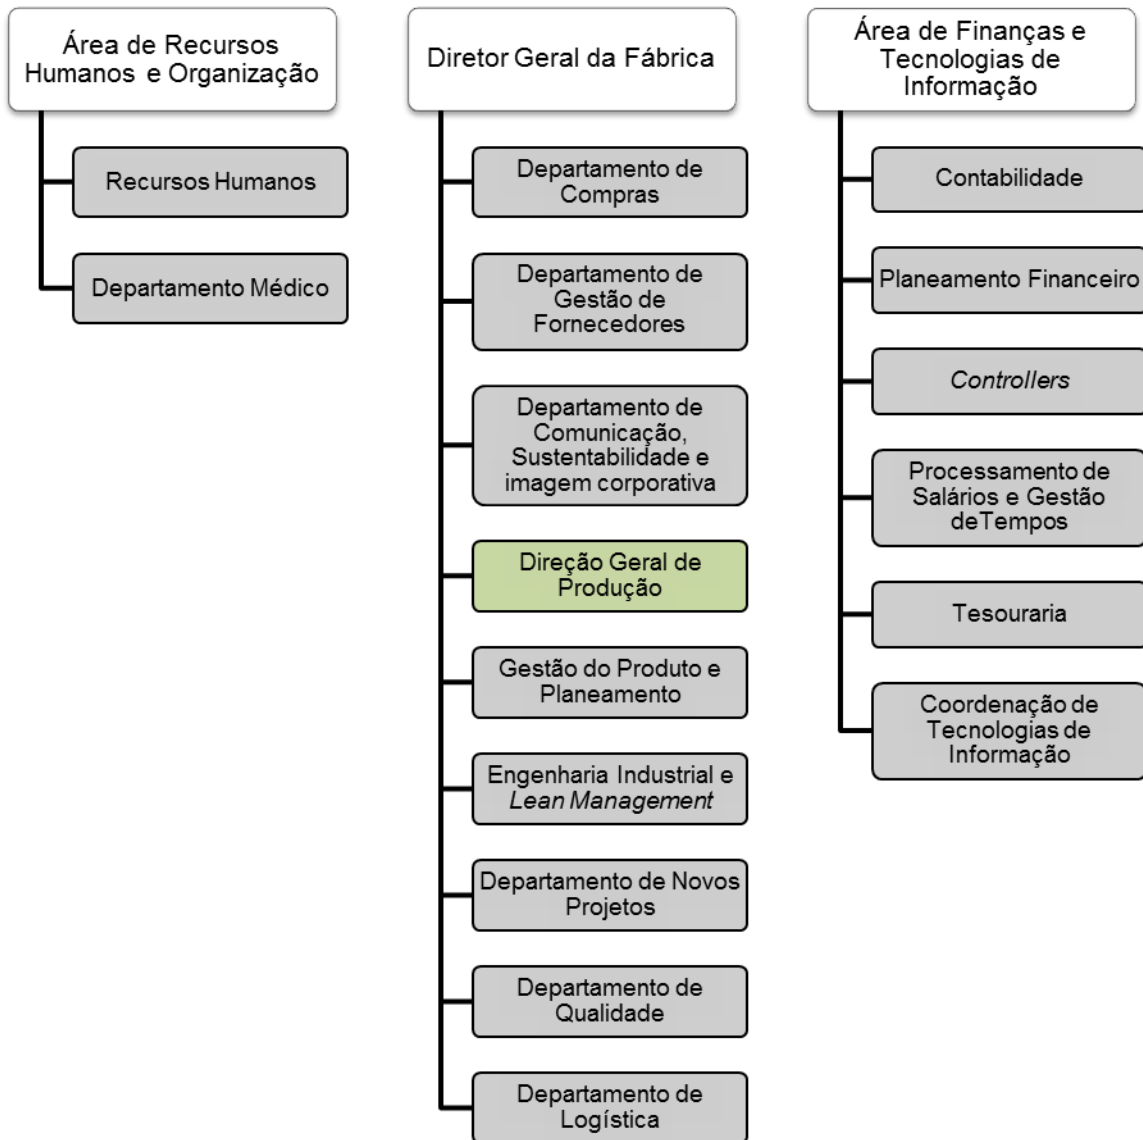 Área de Recursos
Humanos e Organização
Recursos Humanos
Departamento Médico
Diretor Geral da Fábrica
Departamento de
Compras
Departamento de
Gestão de
Fornecedores
Departamento de
Comunicação,
Sustentabilidade e
imagem corporativa
Direção Geral de
Produção
Gestão do Produto e
Planeamento
Engenharia Industrial e
Lean Management
Departamento de Novos
Projetos
Departamento de
Qualidade
Departamento de
Logística
Área de Finanças e
Tecnologias de
Informação
Contabilidade
Planeamento Financeiro
Controllers
Processamento de
Salários e Gestão
deTempos
Tesouraria
Coordenação de
Tecnologias de
Informação